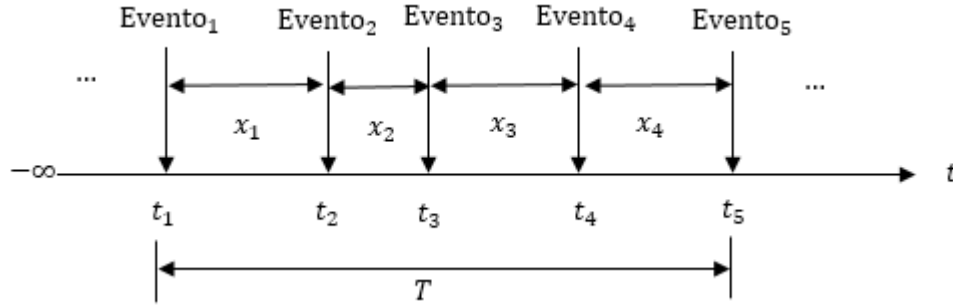 Evento₁ Evento₂ Evento₃ Evento₄ Evento₅
... ...
x₁ x₂ x₃ x₄
−∞ t
t₁ t₂ t₃ t₄ t₅
T